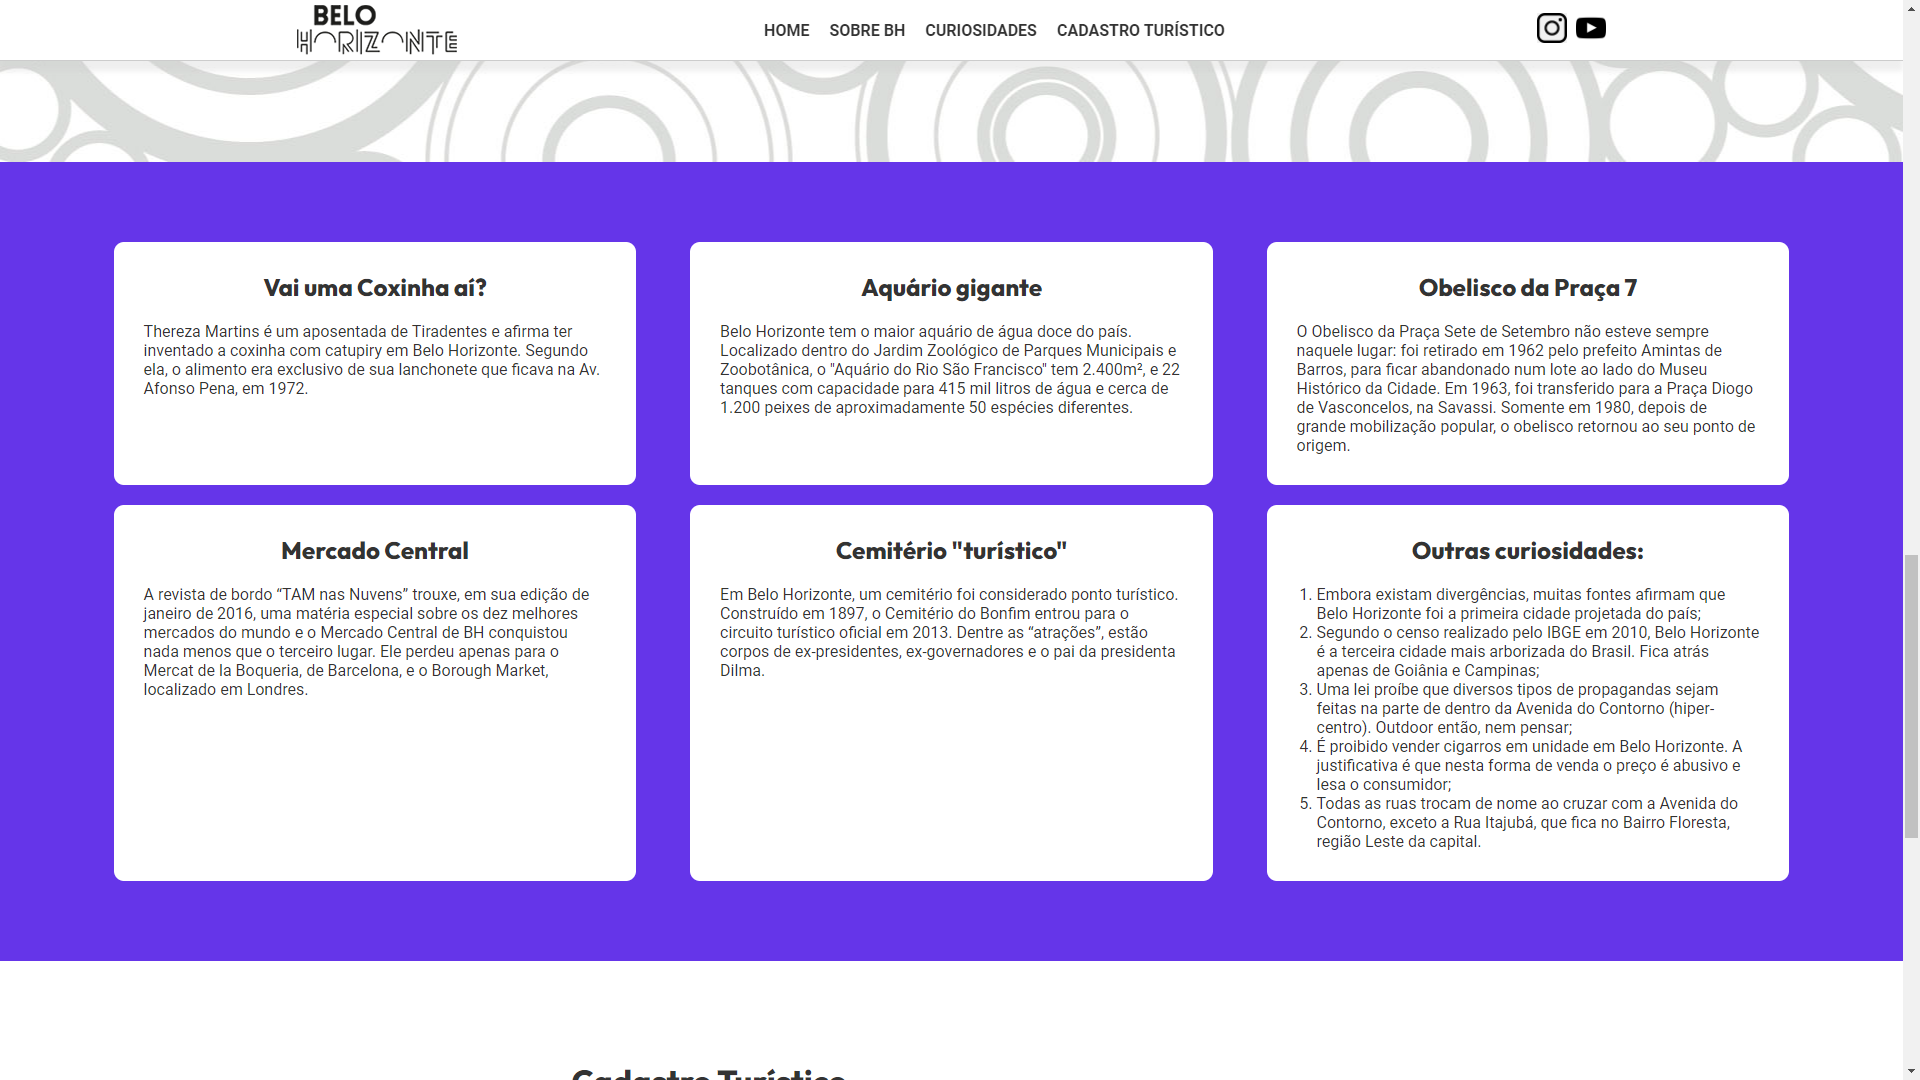 BELO
HORIZONTE
HOME SOBRE BH CURIOSIDADES CADASTRO TURÍSTICO
Vai uma Coxinha aí?
Thereza Martins é um aposentada de Tiradentes e afirma ter
inventado a coxinha com catupiry em Belo Horizonte. Segundo
ela, o alimento era exclusivo de sua lanchonete que ficava na Av.
Afonso Pena, em 1972.
Aquário gigante
Belo Horizonte tem o maior aquário de água doce do país.
Localizado dentro do Jardim Zoológico de Parques Municipais e
Zoobotânica, o "Aquário do Rio São Francisco" tem 2.400m², e 22
tanques com capacidade para 415 mil litros de água e cerca de
1.200 peixes de aproximadamente 50 espécies diferentes.
Obelisco da Praça 7
O Obelisco da Praça Sete de Setembro não esteve sempre
naquele lugar: foi retirado em 1962 pelo prefeito Amintas de
Barros, para ficar abandonado num lote ao lado do Museu
Histórico da Cidade. Em 1963, foi transferido para a Praça Diogo
de Vasconcelos, na Savassi. Somente em 1980, depois de
grande mobilização popular, o obelisco retornou ao seu ponto de
origem.
Mercado Central
A revista de bordo “TAM nas Nuvens” trouxe, em sua edição de
janeiro de 2016, uma matéria especial sobre os dez melhores
mercados do mundo e o Mercado Central de BH conquistou
nada menos que o terceiro lugar. Ele perdeu apenas para o
Mercat de la Boqueria, de Barcelona, e o Borough Market,
localizado em Londres.
Cemitério "turístico"
Em Belo Horizonte, um cemitério foi considerado ponto turístico.
Construído em 1897, o Cemitério do Bonfim entrou para o
circuito turístico oficial em 2013. Dentre as “atrações”, estão
corpos de ex-presidentes, ex-governadores e o pai da presidenta
Dilma.
Outras curiosidades:
1. Embora existam divergências, muitas fontes afirmam que
Belo Horizonte foi a primeira cidade projetada do país;
2. Segundo o censo realizado pelo IBGE em 2010, Belo Horizonte
é a terceira cidade mais arborizada do Brasil. Fica atrás
apenas de Goiânia e Campinas;
3. Uma lei proíbe que diversos tipos de propagandas sejam
feitas na parte de dentro da Avenida do Contorno (hiper-
centro). Outdoor então, nem pensar;
4. É proibido vender cigarros em unidade em Belo Horizonte. A
justificativa é que nesta forma de venda o preço é abusivo e
lesa o consumidor;
5. Todas as ruas trocam de nome ao cruzar com a Avenida do
Contorno, exceto a Rua Itajubá, que fica no Bairro Floresta,
região Leste da capital.
Cadastro Turístico